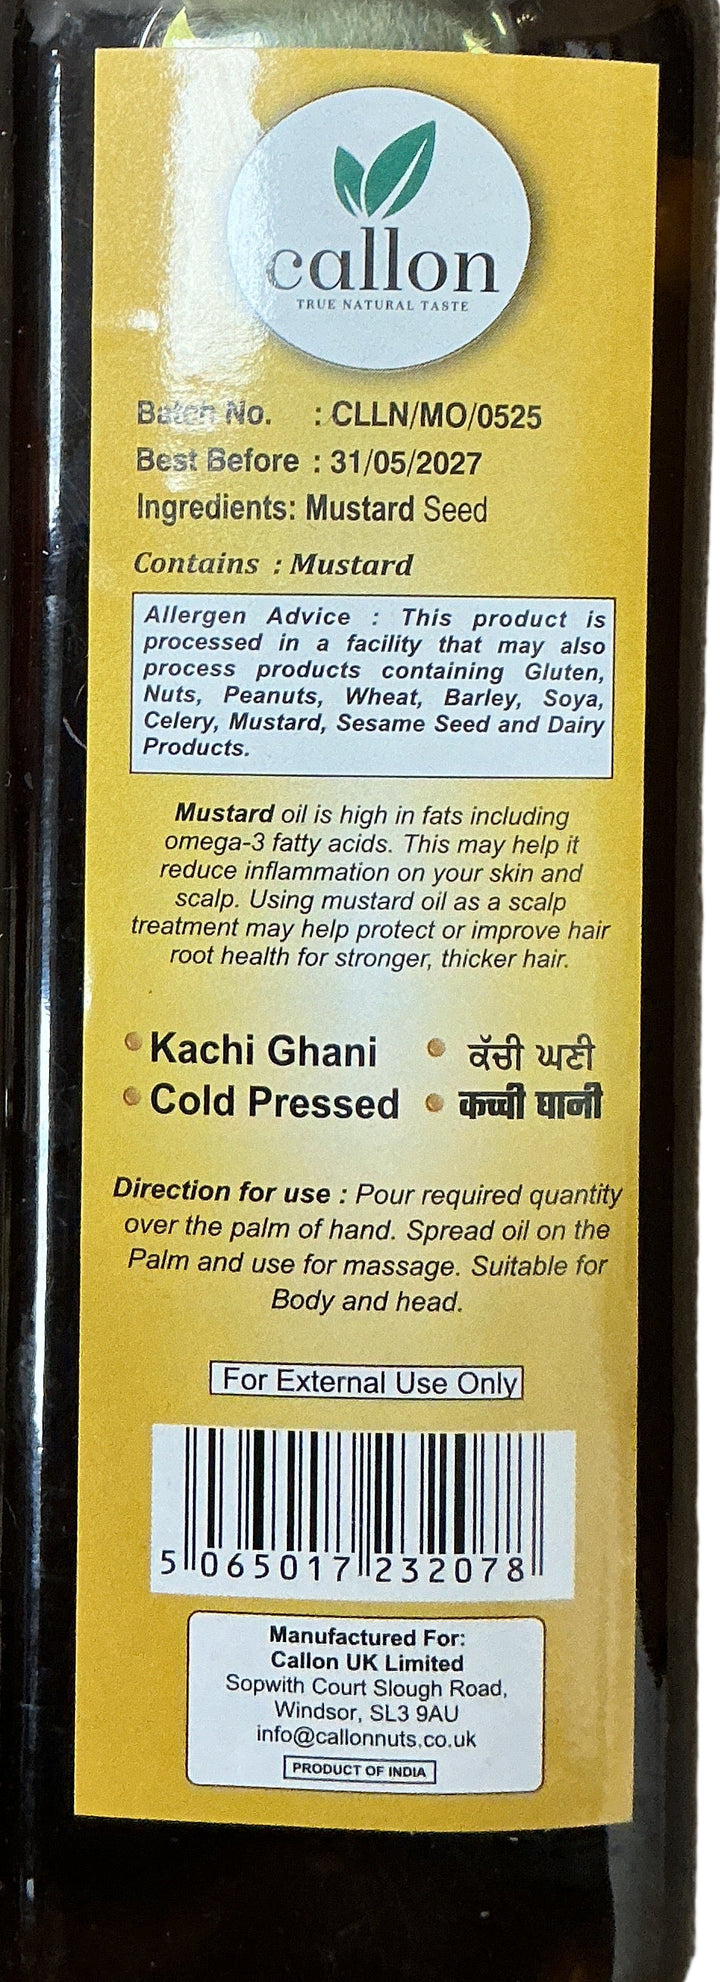 callon
TRUE NATURAL TASTE
Batch No. : CLLN/MO/0525
Best Before : 31/05/2027
Ingredients: Mustard Seed
Contains : Mustard
Allergen Advice : This product is
processed in a facility that may also
process products containing Gluten,
Nuts, Peanuts, Wheat, Barley, Soya,
Celery, Mustard, Sesame Seed and Dairy
Products.
Mustard oil is high in fats including
omega-3 fatty acids. This may help it
reduce inflammation on your skin and
scalp. Using mustard oil as a scalp
treatment may help protect or improve hair
root health for stronger, thicker hair.
Kachi Ghani • ਕੱਚੀ ਘਣੀ
Cold Pressed • कच्ची घानी
Direction for use : Pour required quantity
over the palm of hand. Spread oil on the
Palm and use for massage. Suitable for
Body and head.
For External Use Only
5 065017 232078
Manufactured For:
Callon UK Limited
Sopwith Court Slough Road,
Windsor, SL3 9AU
info@callonnuts.co.uk
PRODUCT OF INDIA